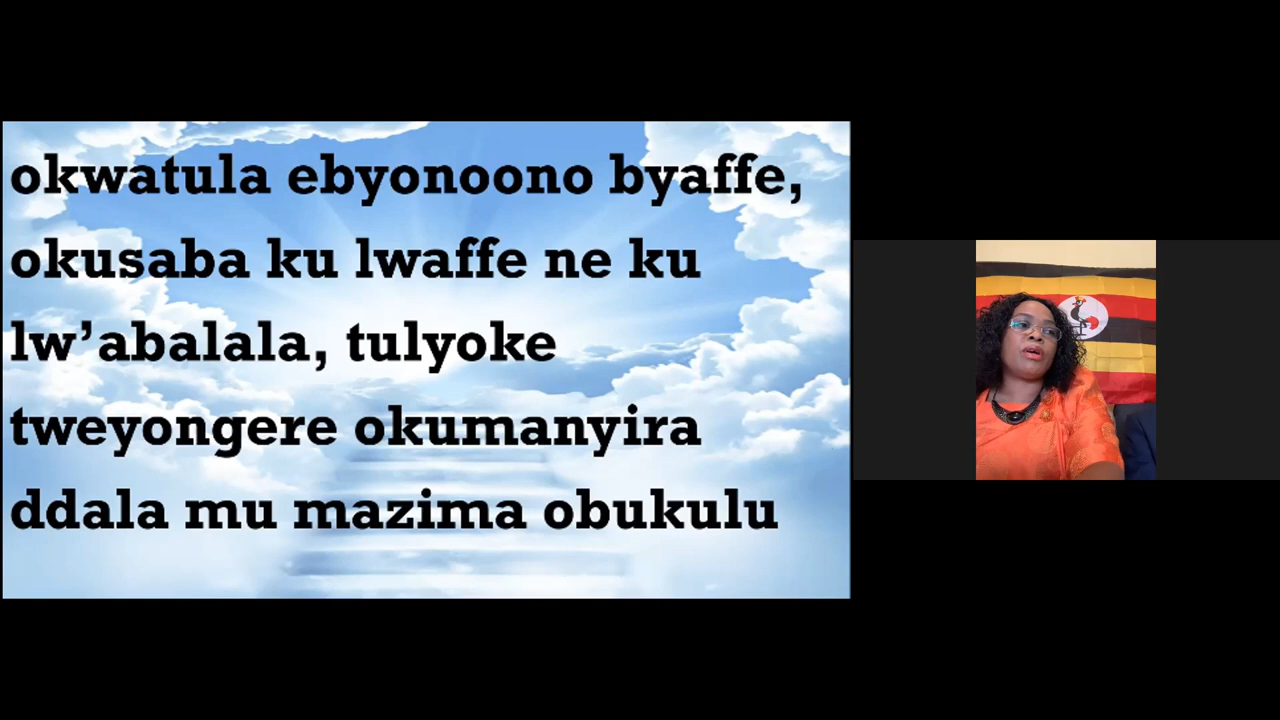 okwatula ebyonoono byaffe,
okusaba ku lwaffe ne ku
lw’abalala, tulyoke
tweyongere okumanyira
ddala mu mazima obukulu